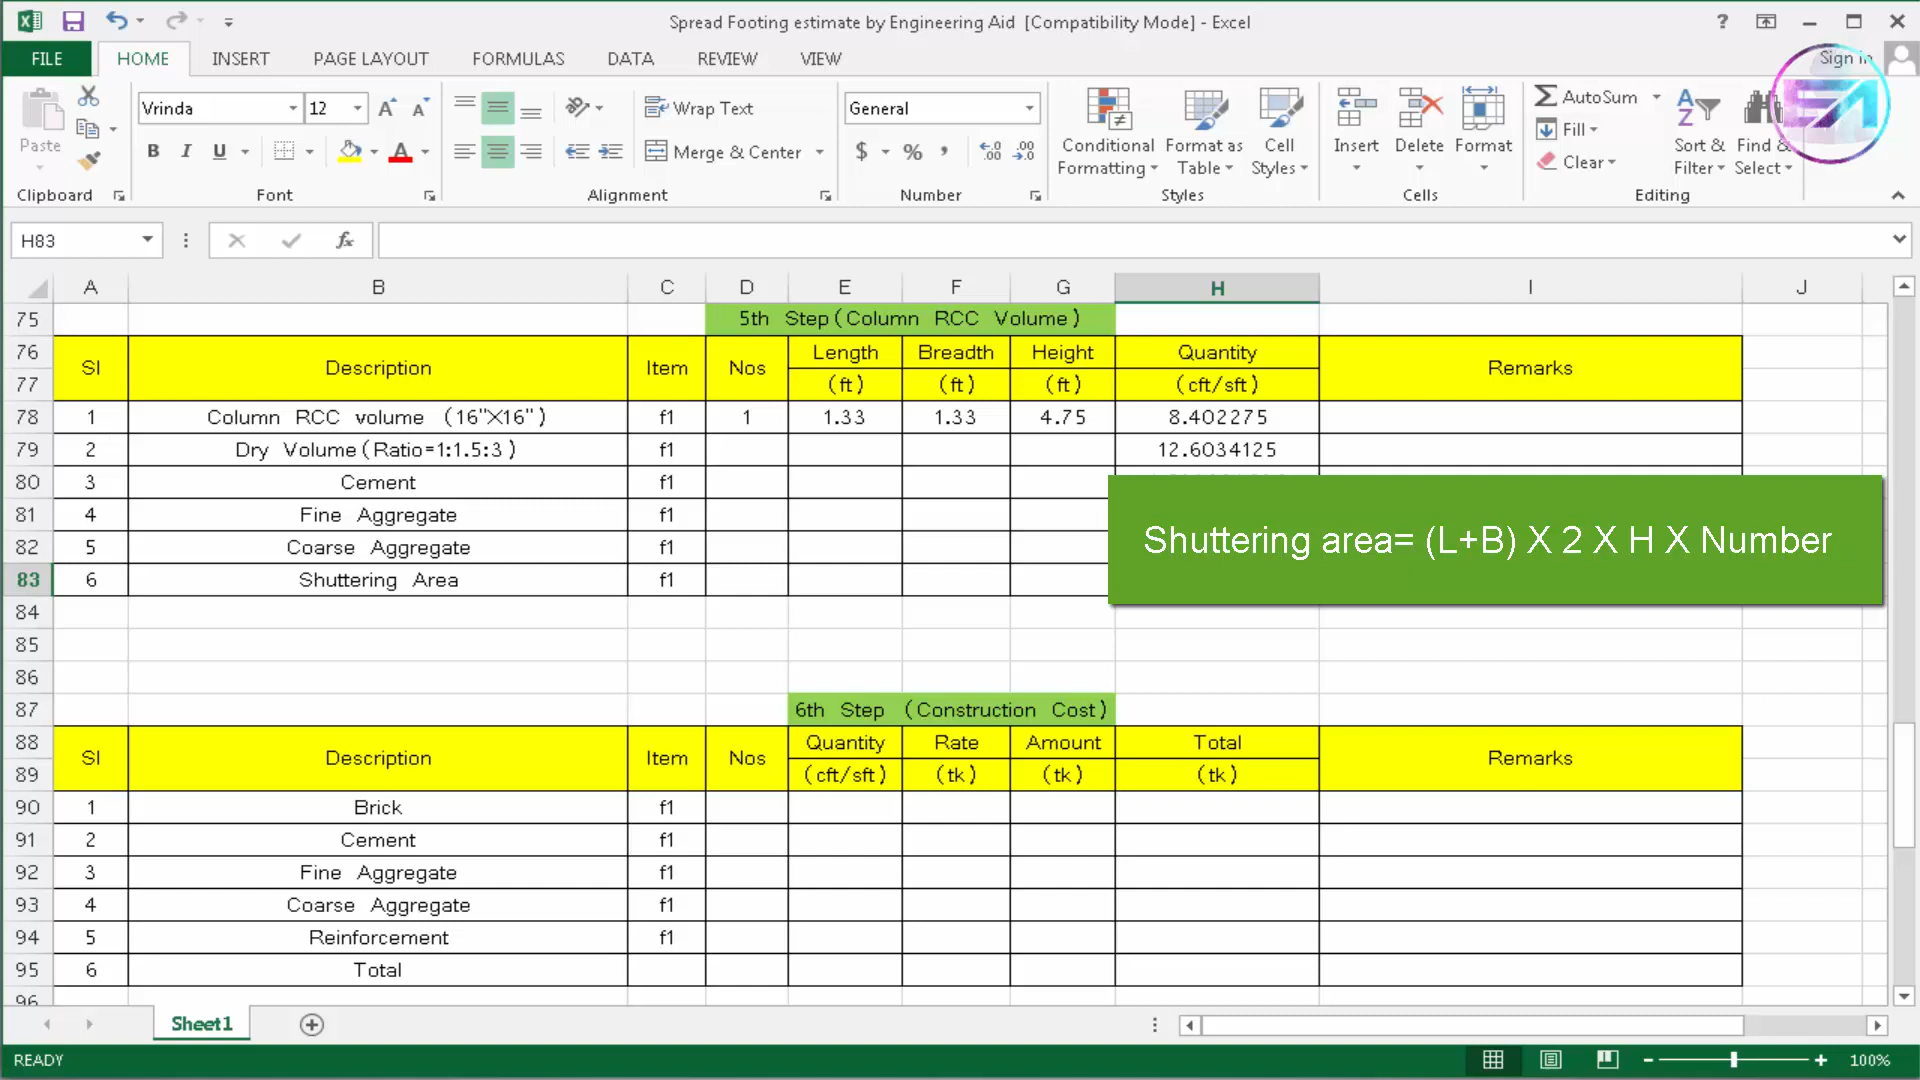 Spread Footing estimate by Engineering Aid [Compatibility Mode] - Excel
FILE HOME INSERT PAGE LAYOUT FORMULAS DATA REVIEW VIEW Sign in
Paste
Clipboard
Vrinda 12
B I U
Font
Wrap Text
Merge & Center
Alignment
General
$ % ,
Number
Conditional Formatting
Format as Table
Cell Styles
Styles
Insert Delete Format
Cells
AutoSum
Fill
Clear
Sort & Filter
Find & Select
Editing
H83
fx
A B C D E F G H I J
75 5th Step(Column RCC Volume)
76 Sl Description Item Nos Length Breadth Height Quantity Remarks
77 (ft) (ft) (ft) (cft/sft)
78 1 Column RCC volume (16"X16") f1 1 1.33 1.33 4.75 8.402275
79 2 Dry Volume(Ratio=1:1.5:3) f1 12.6034125
80 3 Cement f1
81 4 Fine Aggregate f1
Shuttering area= (L+B) X 2 X H X Number
82 5 Coarse Aggregate f1
83 6 Shuttering Area f1
84
85
86
87 6th Step (Construction Cost)
88 Sl Description Item Nos Quantity Rate Amount Total Remarks
89 (cft/sft) (tk) (tk) (tk)
90 1 Brick f1
91 2 Cement f1
92 3 Fine Aggregate f1
93 4 Coarse Aggregate f1
94 5 Reinforcement f1
95 6 Total
96
Sheet1
READY 100%